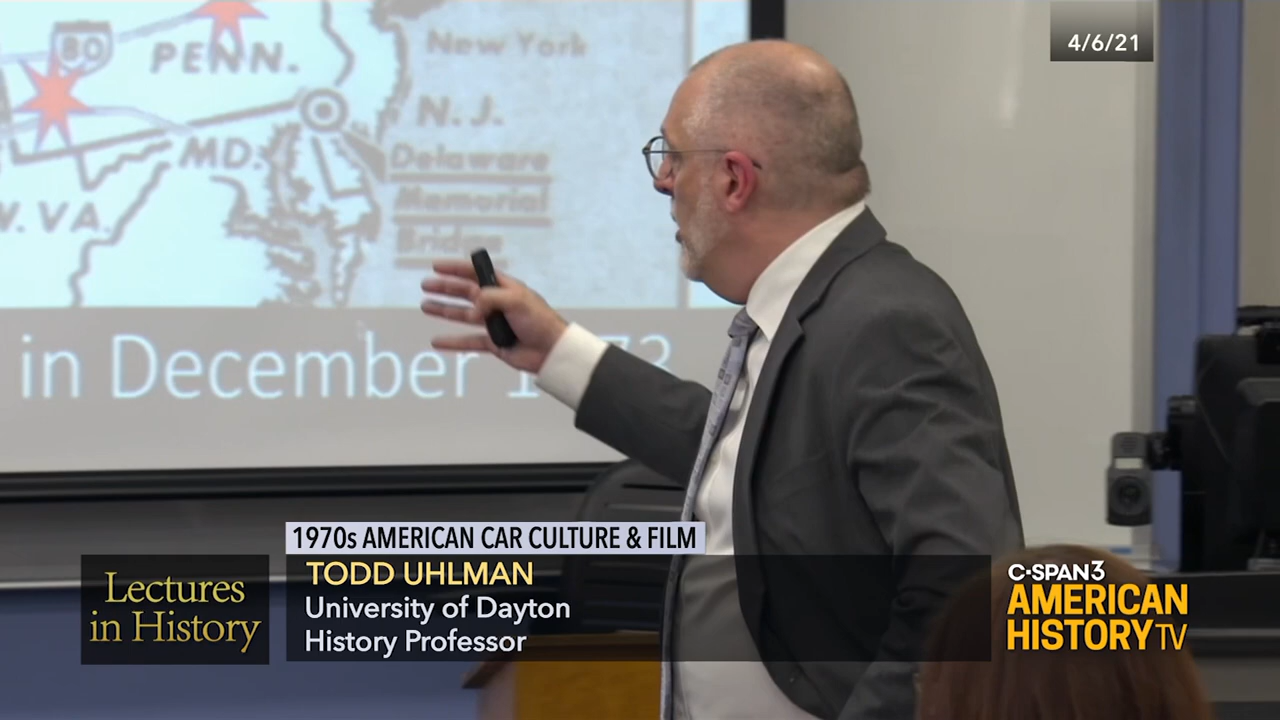 4/6/21
80
PENN.
New York
N. J.
MD.
Delaware
Memorial
Bridge
W. VA.
in December 1973
1970s AMERICAN CAR CULTURE & FILM
Lectures
in History
TODD UHLMAN
University of Dayton
History Professor
C-SPAN3
AMERICAN
HISTORY TV